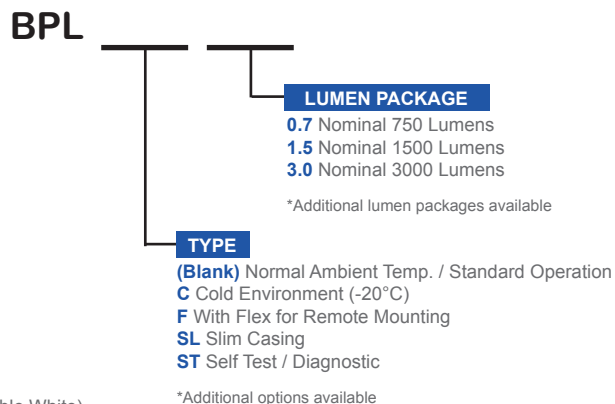 BPL
LUMEN PACKAGE
0.7 Nominal 750 Lumens
1.5 Nominal 1500 Lumens
3.0 Nominal 3000 Lumens
*Additional lumen packages available
TYPE
(Blank) Normal Ambient Temp. / Standard Operation
C Cold Environment (-20°C)
F With Flex for Remote Mounting
SL Slim Casing
ST Self Test / Diagnostic
*Additional options available
White)